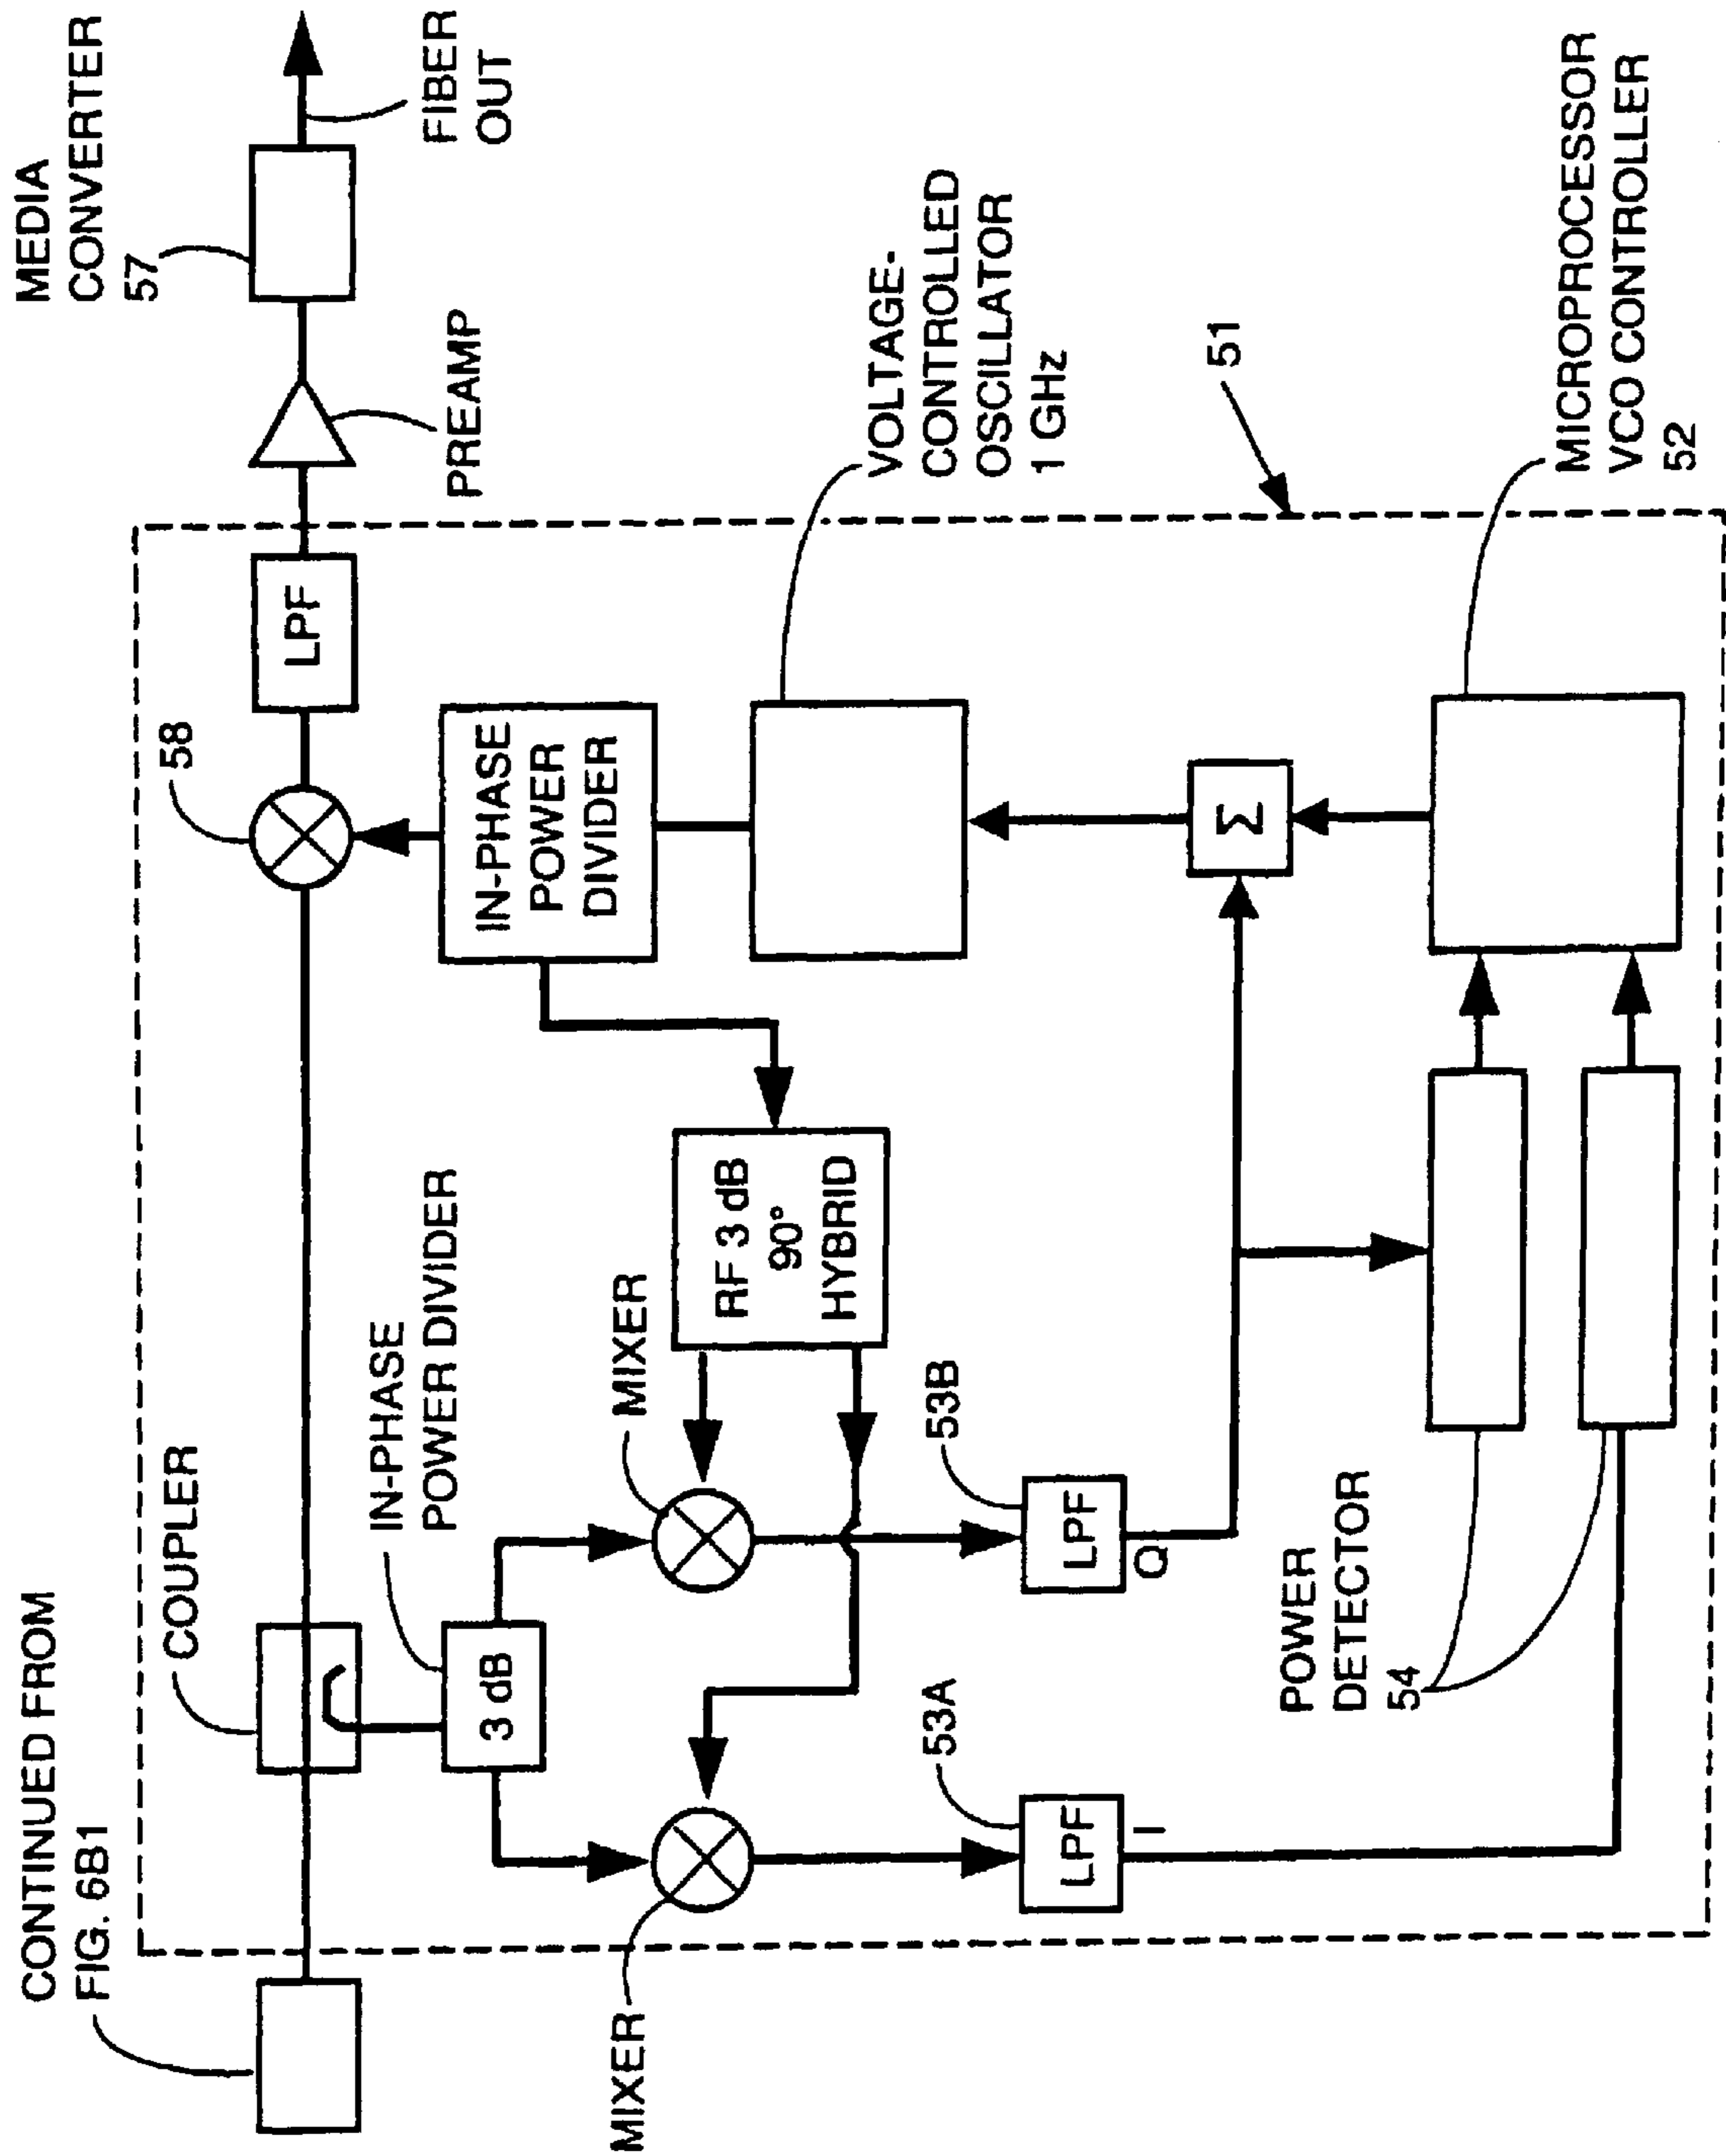 CONTINUED FROM
FIG. 6B1
COUPLER
IN-PHASE
POWER DIVIDER
3 dB
MIXER
MIXER
RF 3 dB
90°
HYBRID
58
IN-PHASE
POWER
DIVIDER
LPF
PREAMP
MEDIA
CONVERTER
57
FIBER
OUT
VOLTAGE-
CONTROLLED
OSCILLATOR
1 GHz
51
53A
LPF
I
53B
LPF
Q
Σ
POWER
DETECTOR
54
MICROPROCESSOR
VCO CONTROLLER
52